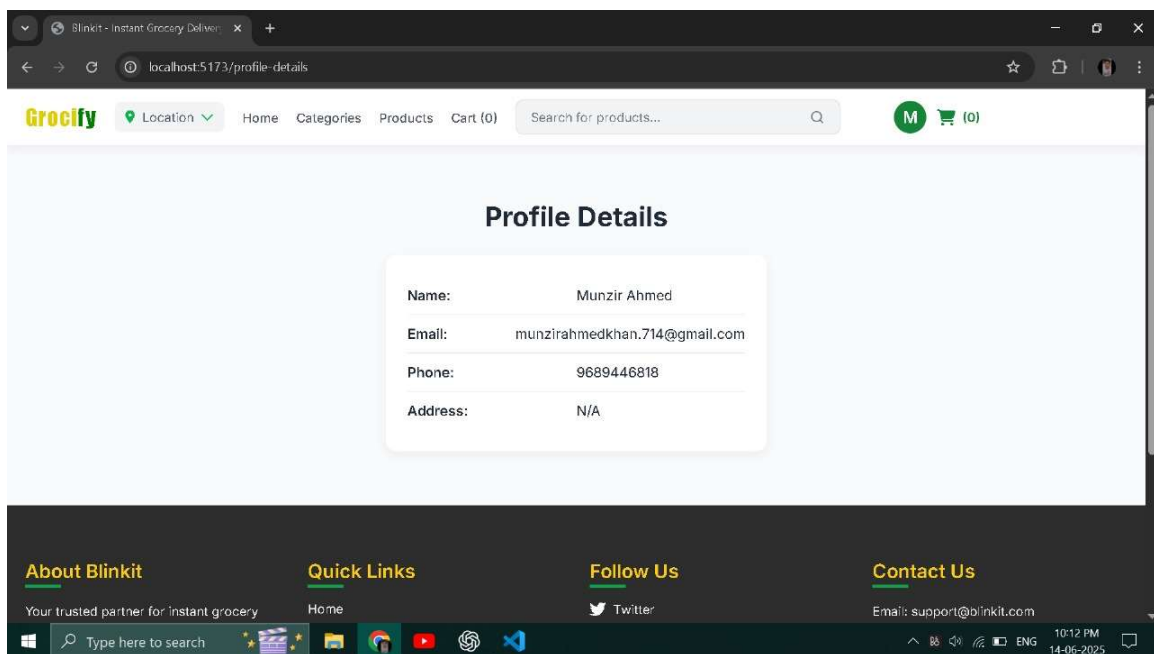 Blinkit - Instant Grocery Delivery
localhost:5173/profile-details
Grocify Location Home Categories Products Cart (0) Search for products... M (0)
Profile Details
Name: Munzir Ahmed
Email: munzirahmedkhan.714@gmail.com
Phone: 9689446818
Address: N/A
About Blinkit Quick Links Follow Us Contact Us
Your trusted partner for instant grocery Home Twitter Email: support@blinkit.com
Type here to search ENG 10:12 PM
14-06-2025